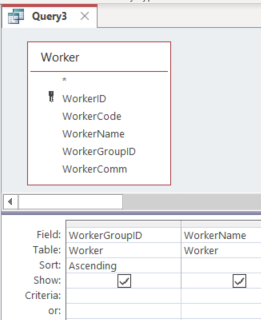 Query3
Worker
*
WorkerID
WorkerCode
WorkerName
WorkerGroupID
WorkerComm
Field: WorkerGroupID WorkerName
Table: Worker Worker
Sort: Ascending
Show:
Criteria:
or: